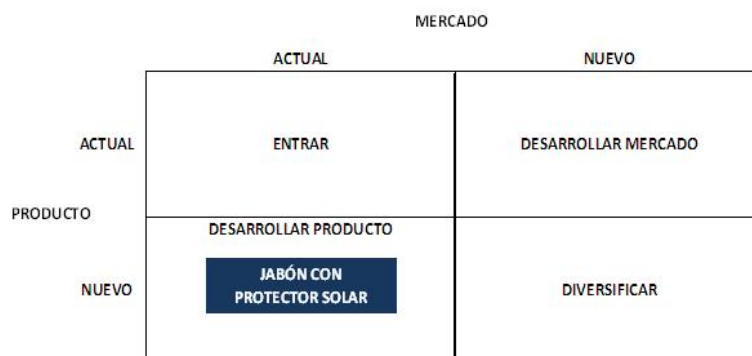 MERCADO
ACTUAL NUEVO
ACTUAL ENTRAR DESARROLLAR MERCADO
PRODUCTO
DESARROLLAR PRODUCTO
JABÓN CON
PROTECTOR SOLAR
NUEVO DIVERSIFICAR